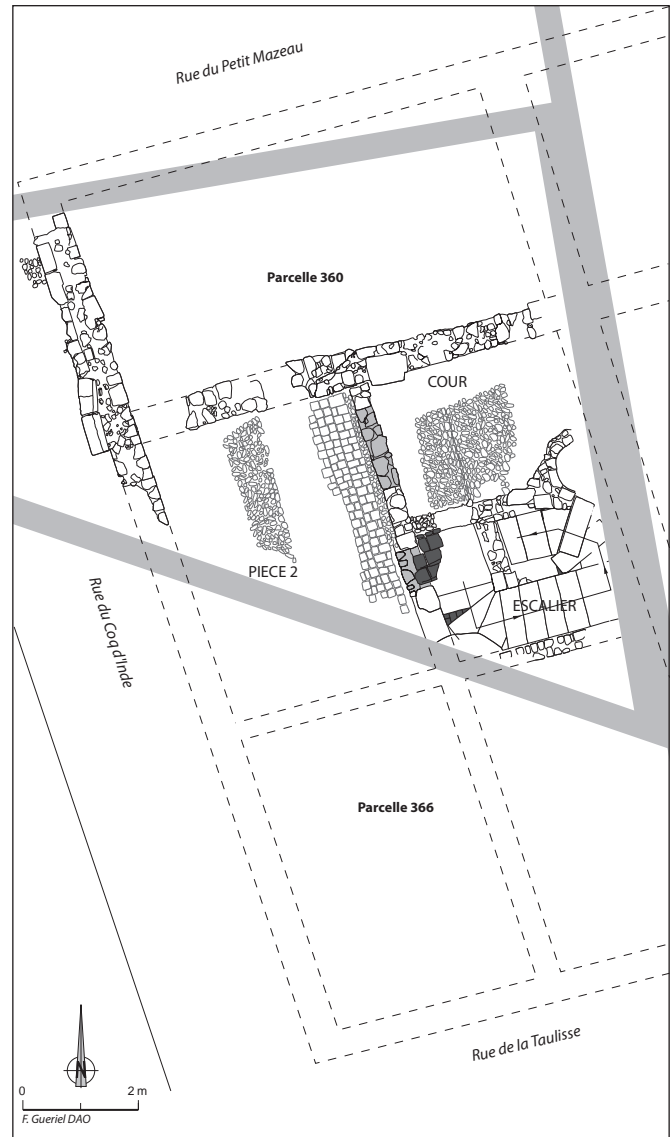 Rue du Petit Mazeau
Parcelle 360
COUR
PIECE 2
ESCALIER
Rue du Coq d'Inde
Parcelle 366
Rue de la Taulisse
N
0 2 m
F. Gueriel DAO